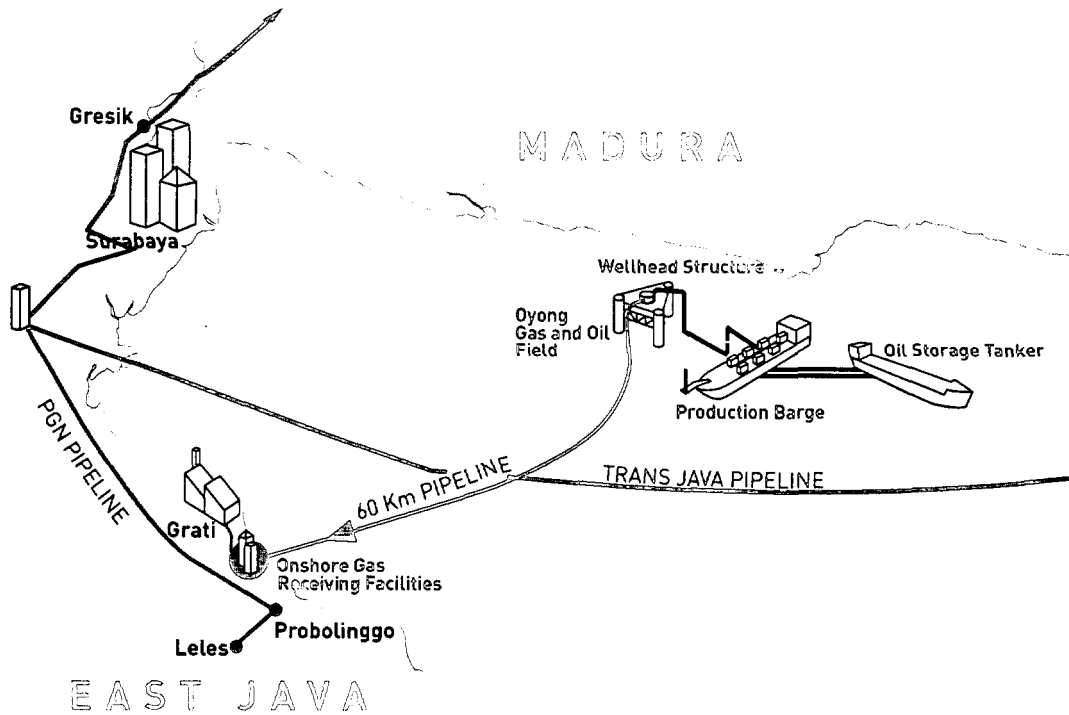 Gresik
MADURA
Surabaya
Wellhead Structure
Oyong
Gas and Oil
Field
Oil Storage Tanker
Production Barge
PGN PIPELINE
60 Km PIPELINE
TRANS JAVA PIPELINE
Grati
Onshore Gas
Receiving Facilities
Probolinggo
Leles
EAST JAVA